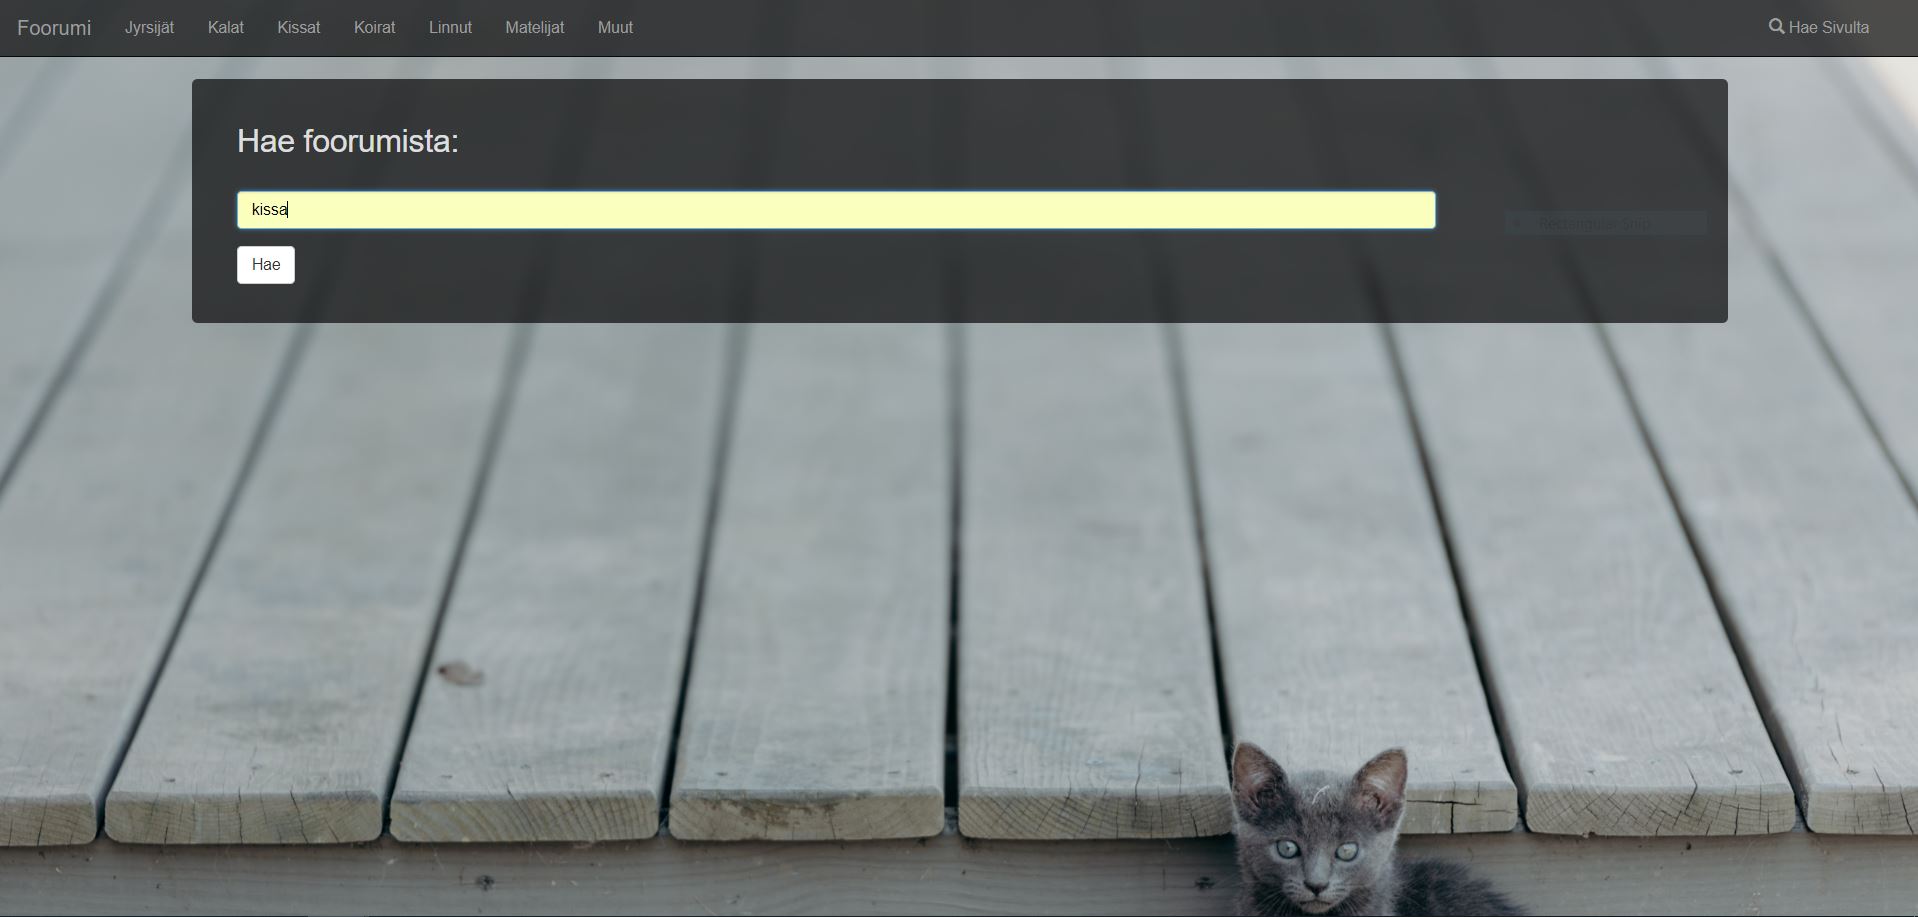 Foorumi Jyrsijät Kalat Kissat Koirat Linnut Matelijat Muut Hae Sivulta
Hae foorumista:
kissa
Rectangular Snip
Hae